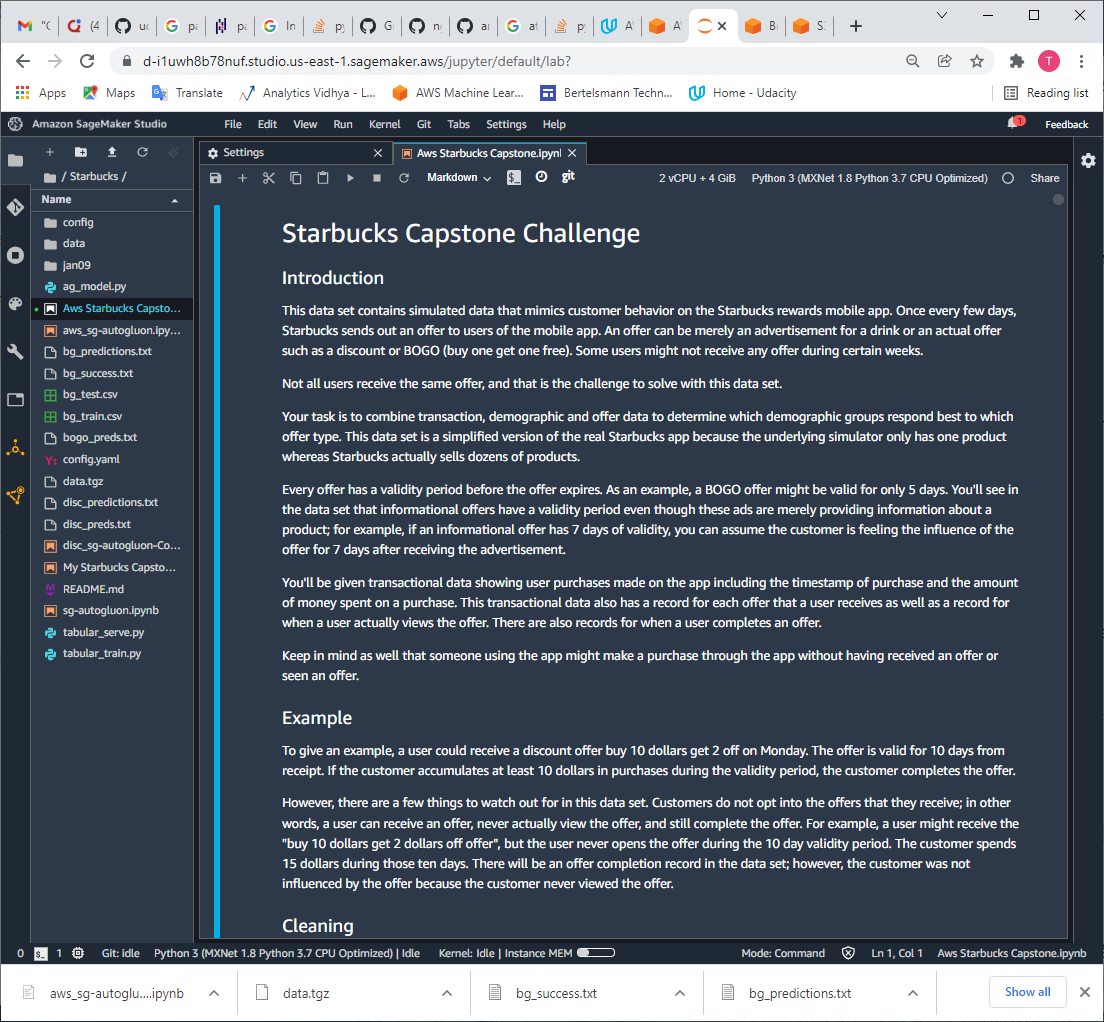 "C
(4
uc
pa
pa
In
py
G
nj
ar
at
py
A
A
Bi
S:
d-i1uwh8b78nuf.studio.us-east-1.sagemaker.aws/jupyter/default/lab?
T
Apps
Maps
Translate
Analytics Vidhya - L...
AWS Machine Lear...
Bertelsmann Techn...
Home - Udacity
Reading list
Amazon SageMaker Studio
File Edit View Run Kernel Git Tabs Settings Help
1
Feedback
/ Starbucks /
Name
config
data
jan09
ag_model.py
Aws Starbucks Capsto...
aws_sg-autogluon.ipy...
bg_predictions.txt
bg_success.txt
bg_test.csv
bg_train.csv
bogo_preds.txt
config.yaml
data.tgz
disc_predictions.txt
disc_preds.txt
disc_sg-autogluon-Co...
My Starbucks Capsto...
README.md
sg-autogluon.ipynb
tabular_serve.py
tabular_train.py
Settings
Aws Starbucks Capstone.ipynl
Markdown
git
2 vCPU + 4 GiB
Python 3 (MXNet 1.8 Python 3.7 CPU Optimized)
Share
Starbucks Capstone Challenge
Introduction
This data set contains simulated data that mimics customer behavior on the Starbucks rewards mobile app. Once every few days,
Starbucks sends out an offer to users of the mobile app. An offer can be merely an advertisement for a drink or an actual offer
such as a discount or BOGO (buy one get one free). Some users might not receive any offer during certain weeks.
Not all users receive the same offer, and that is the challenge to solve with this data set.
Your task is to combine transaction, demographic and offer data to determine which demographic groups respond best to which
offer type. This data set is a simplified version of the real Starbucks app because the underlying simulator only has one product
whereas Starbucks actually sells dozens of products.
Every offer has a validity period before the offer expires. As an example, a BOGO offer might be valid for only 5 days. You'll see in
the data set that informational offers have a validity period even though these ads are merely providing information about a
product; for example, if an informational offer has 7 days of validity, you can assume the customer is feeling the influence of the
offer for 7 days after receiving the advertisement.
You'll be given transactional data showing user purchases made on the app including the timestamp of purchase and the amount
of money spent on a purchase. This transactional data also has a record for each offer that a user receives as well as a record for
when a user actually views the offer. There are also records for when a user completes an offer.
Keep in mind as well that someone using the app might make a purchase through the app without having received an offer or
seen an offer.
Example
To give an example, a user could receive a discount offer buy 10 dollars get 2 off on Monday. The offer is valid for 10 days from
receipt. If the customer accumulates at least 10 dollars in purchases during the validity period, the customer completes the offer.
However, there are a few things to watch out for in this data set. Customers do not opt into the offers that they receive; in other
words, a user can receive an offer, never actually view the offer, and still complete the offer. For example, a user might receive the
"buy 10 dollars get 2 dollars off offer", but the user never opens the offer during the 10 day validity period. The customer spends
15 dollars during those ten days. There will be an offer completion record in the data set; however, the customer was not
influenced by the offer because the customer never viewed the offer.
Cleaning
0
1
Git: idle
Python 3 (MXNet 1.8 Python 3.7 CPU Optimized) | Idle
Kernel: Idle | Instance MEM
Mode: Command
Ln 1, Col 1
Aws Starbucks Capstone.ipynb
aws_sg-autoglu....ipynb
data.tgz
bg_success.txt
bg_predictions.txt
Show all